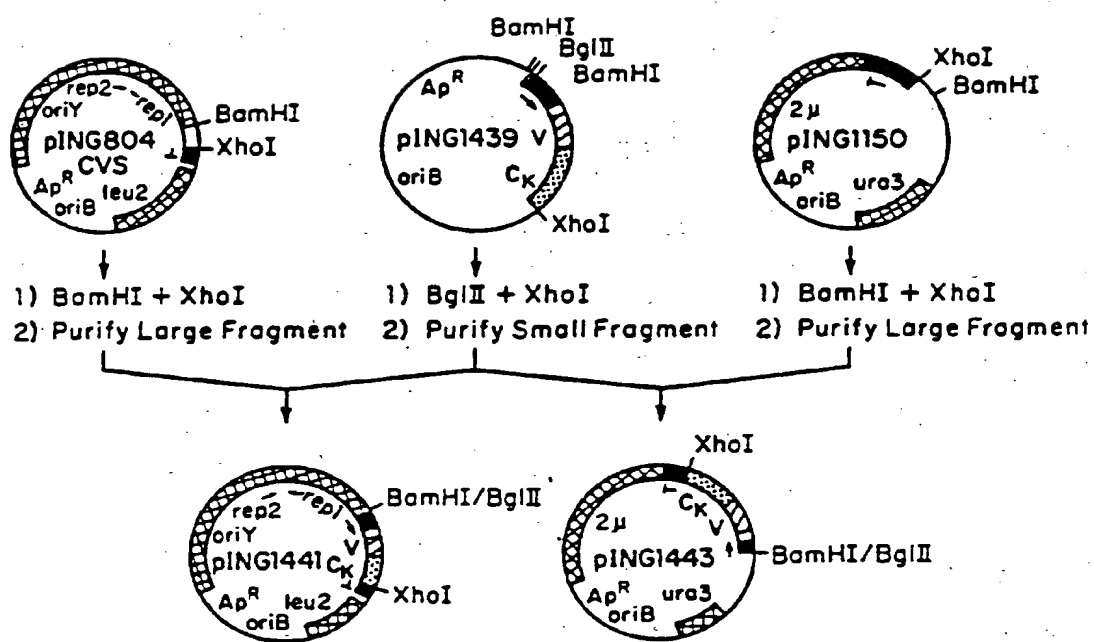 BamHI
BglII
BamHI
Ap^R
pING1439
V
oriB
C_K
XhoI
rep2
rep1
oriY
BamHI
pING804
XhoI
CVS
Ap^R
leu2
oriB
XhoI
BamHI
2μ
pING1150
Ap^R
ura3
oriB
1) BamHI + XhoI
2) Purify Large Fragment
1) BglII + XhoI
2) Purify Small Fragment
1) BamHI + XhoI
2) Purify Large Fragment
BamHI/BglII
rep2
rep1
oriY
V
pING1441
C_K
T
XhoI
Ap^R
leu2
oriB
XhoI
C_K
V
2μ
pING1443
BamHI/BglII
Ap^R
ura3
oriB